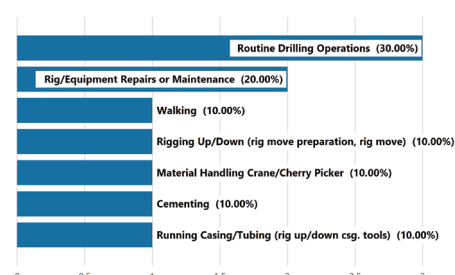 Routine Drilling Operations (30.00%)
Rig/Equipment Repairs or Maintenance (20.00%)
Walking (10.00%)
Rigging Up/Down (rig move preparation, rig move) (10.00%)
Material Handling Crane/Cherry Picker (10.00%)
Cementing (10.00%)
Running Casing/Tubing (rig up/down csg. tools) (10.00%)